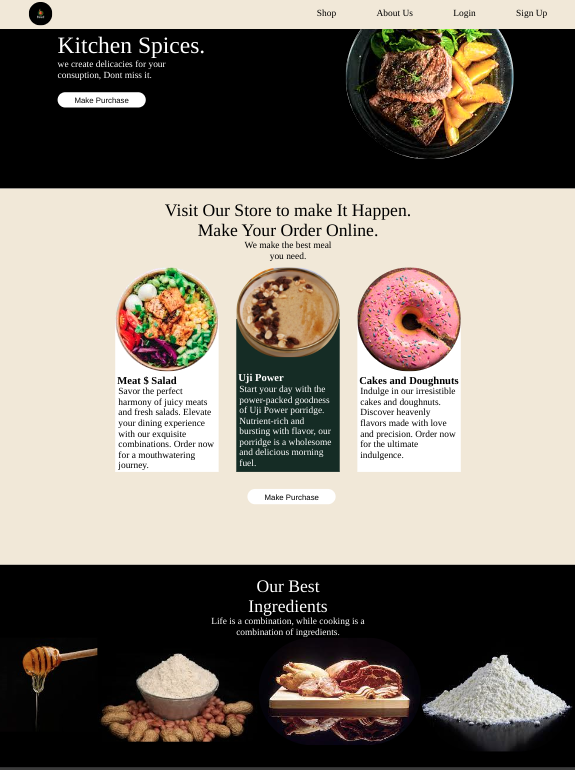 Shop About Us Login Sign Up
Kitchen Spices.
we create delicacies for your
consuption, Dont miss it.
Make Purchase
Visit Our Store to make It Happen.
Make Your Order Online.
We make the best meal
you need.
Meat $ Salad
Savor the perfect
harmony of juicy meats
and fresh salads. Elevate
your dining experience
with our exquisite
combinations. Order now
for a mouthwatering
journey.
Uji Power
Start your day with the
power-packed goodness
of Uji Power porridge.
Nutrient-rich and
bursting with flavor, our
porridge is a wholesome
and delicious morning
fuel.
Cakes and Doughnuts
Indulge in our irresistible
cakes and doughnuts.
Discover heavenly
flavors made with love
and precision. Order now
for the ultimate
indulgence.
Make Purchase
Our Best
Ingredients
Life is a combination, while cooking is a
combination of ingredients.